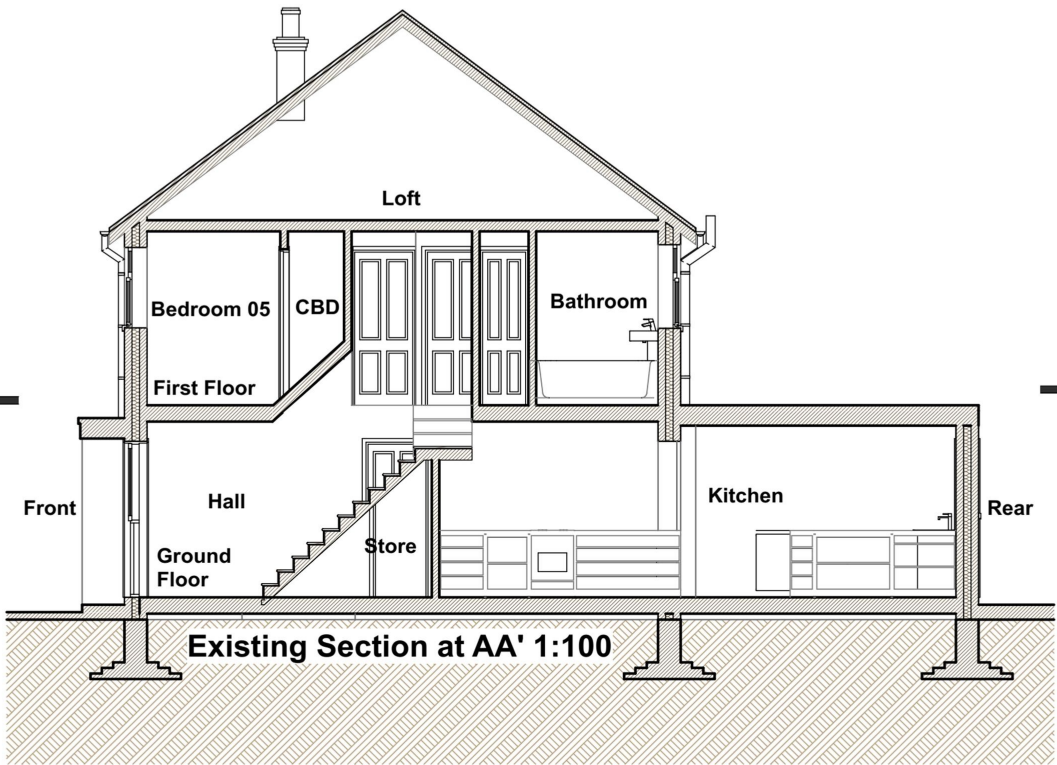 Loft
Bedroom 05
CBD
Bathroom
First Floor
Front
Hall
Kitchen
Rear
Ground
Floor
Store
Existing Section at AA' 1:100